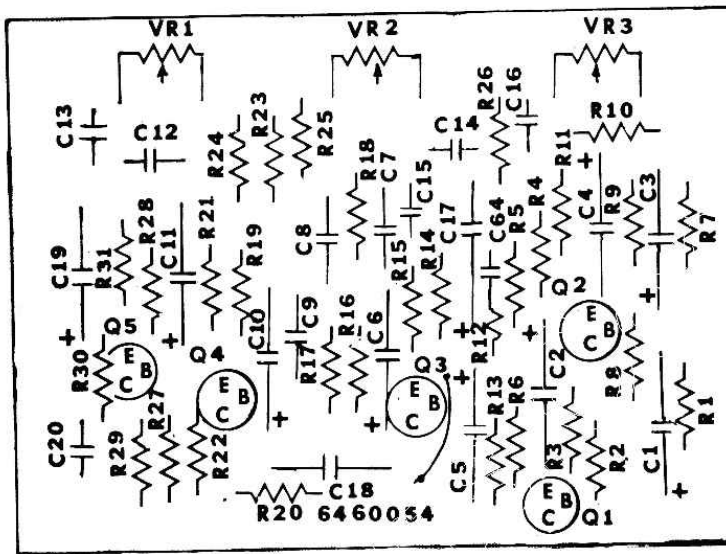 VR1 VR2 VR3
C13 C12 R24 R23 R25 C14 R26 C16 R10
R18 C7 C15 R11
C19 R31 R28 C11 R21 R19 C8 R15 R14 C17 C64 R5 R4 C4 R9 C3 R7
+ + + +
Q5 Q4 C10 C9 R17 R16 C6 Q3 R12 Q2
R30 E B C E B C E B C C2 E B C R8 R1
+ + + + +
C20 R29 R27 R22 C18 C5 R13 R6 R3 R2 C1
R20 6460054 E B C Q1